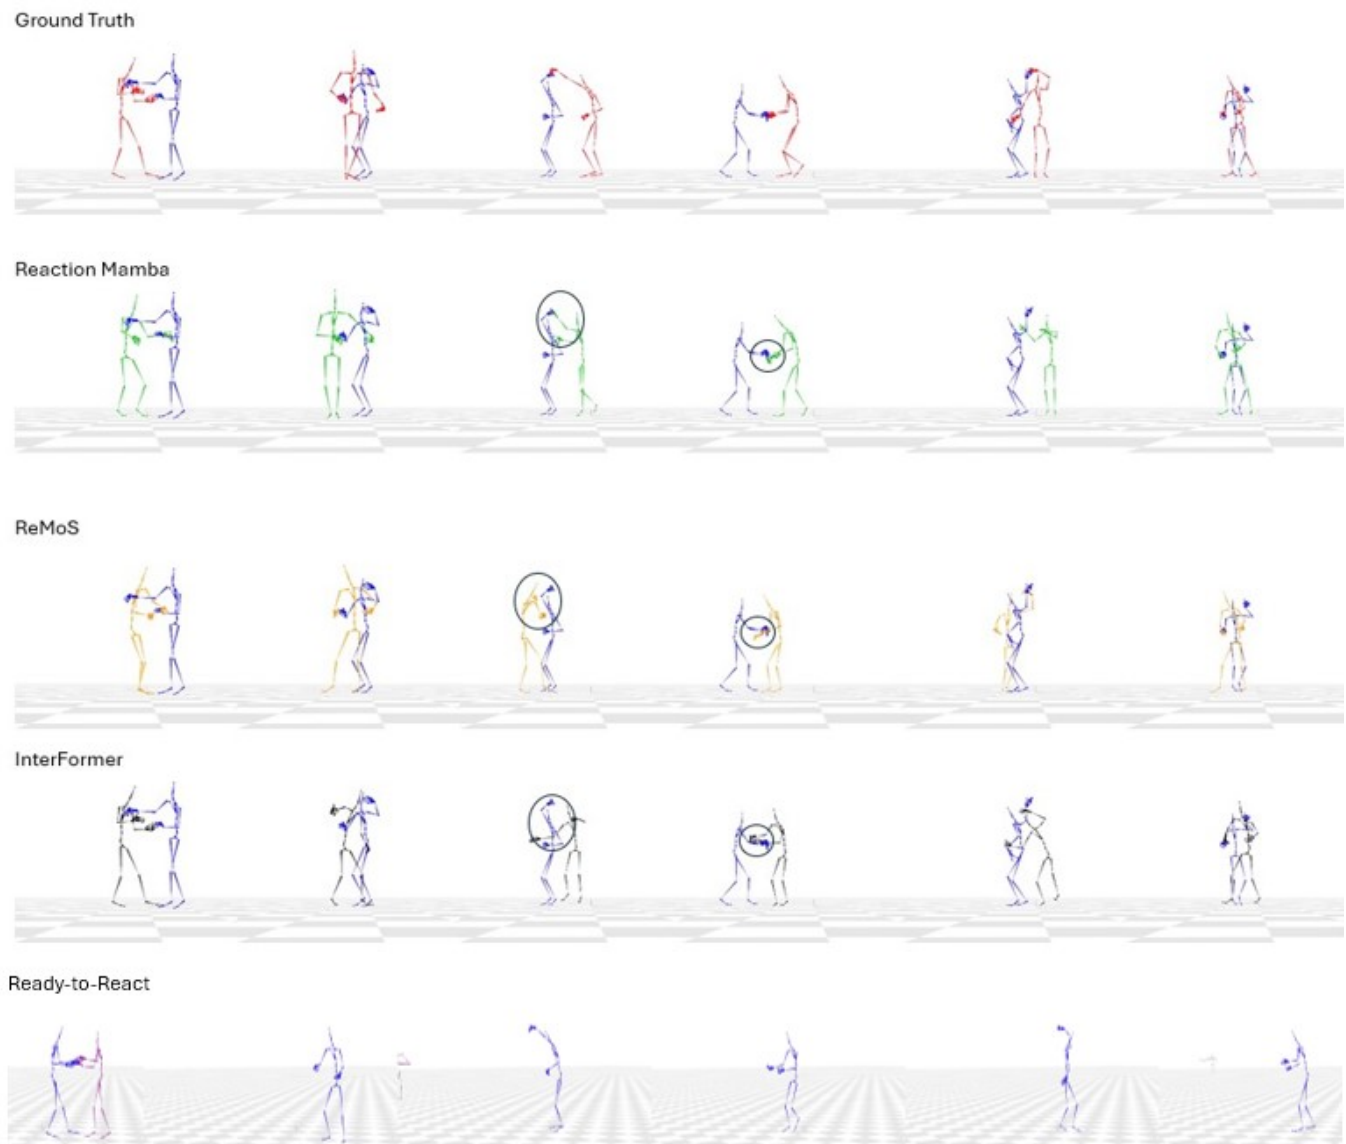 Ground Truth
Reaction Mamba
ReMoS
InterFormer
Ready-to-React